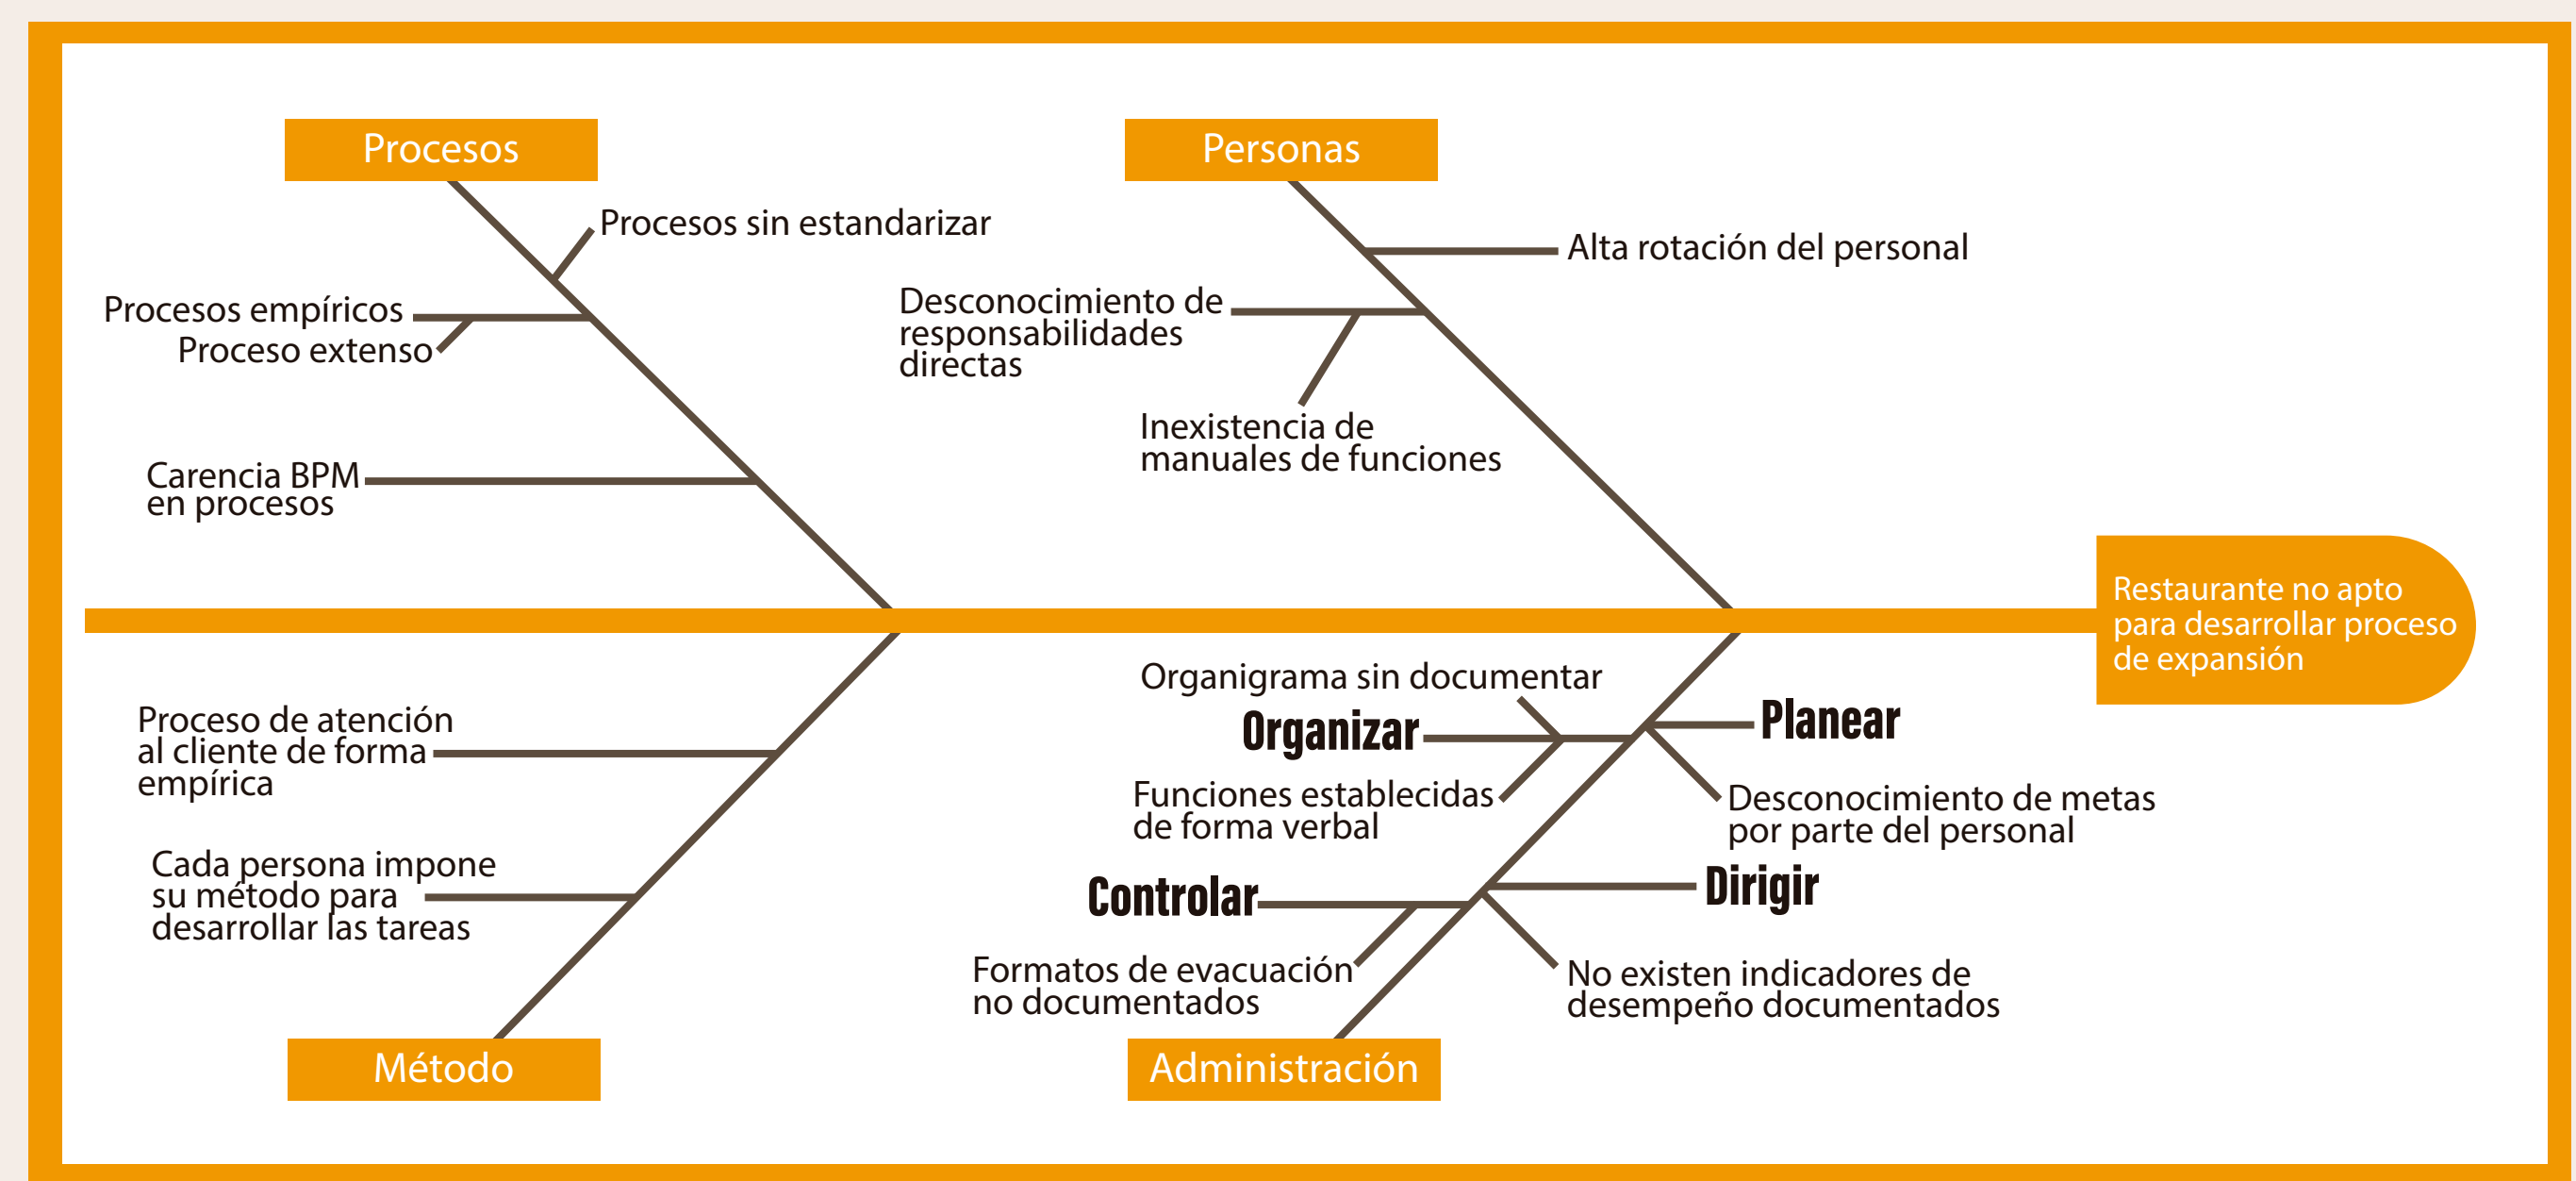 Procesos
Personas
Procesos sin estandarizar
Alta rotación del personal
Procesos empíricos
Proceso extenso
Desconocimiento de
responsabilidades
directas
Inexistencia de
manuales de funciones
Carencia BPM
en procesos
Restaurante no apto
para desarrollar proceso
de expansión
Proceso de atención
al cliente de forma
empírica
Cada persona impone
su método para
desarrollar las tareas
Organigrama sin documentar
Organizar
Planear
Funciones establecidas
de forma verbal
Desconocimiento de metas
por parte del personal
Controlar
Dirigir
Formatos de evacuación
no documentados
No existen indicadores de
desempeño documentados
Método
Administración